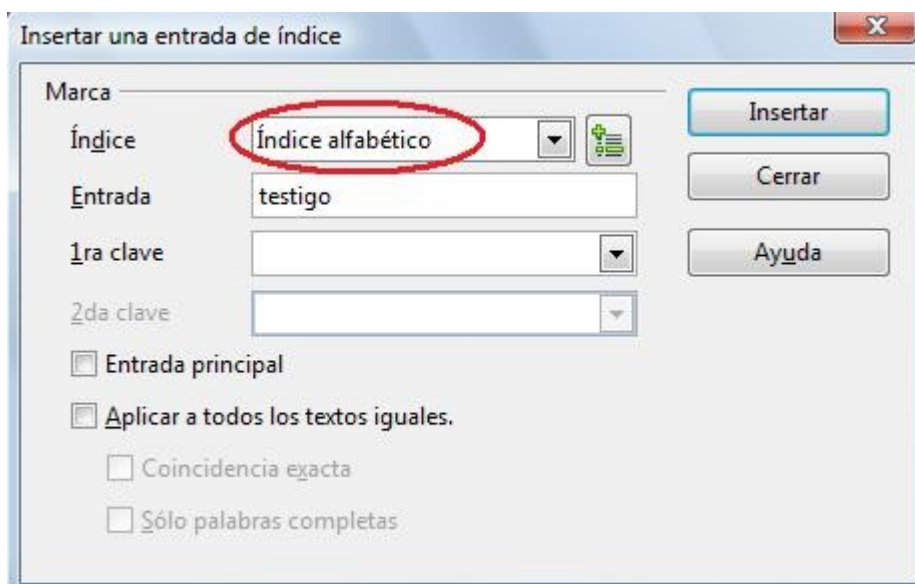 Insertar una entrada de índice
Marca
Índice
Índice alfabético
Insertar
Entrada
testigo
Cerrar
1ra clave
Ayuda
2da clave
Entrada principal
Aplicar a todos los textos iguales.
Coincidencia exacta
Sólo palabras completas